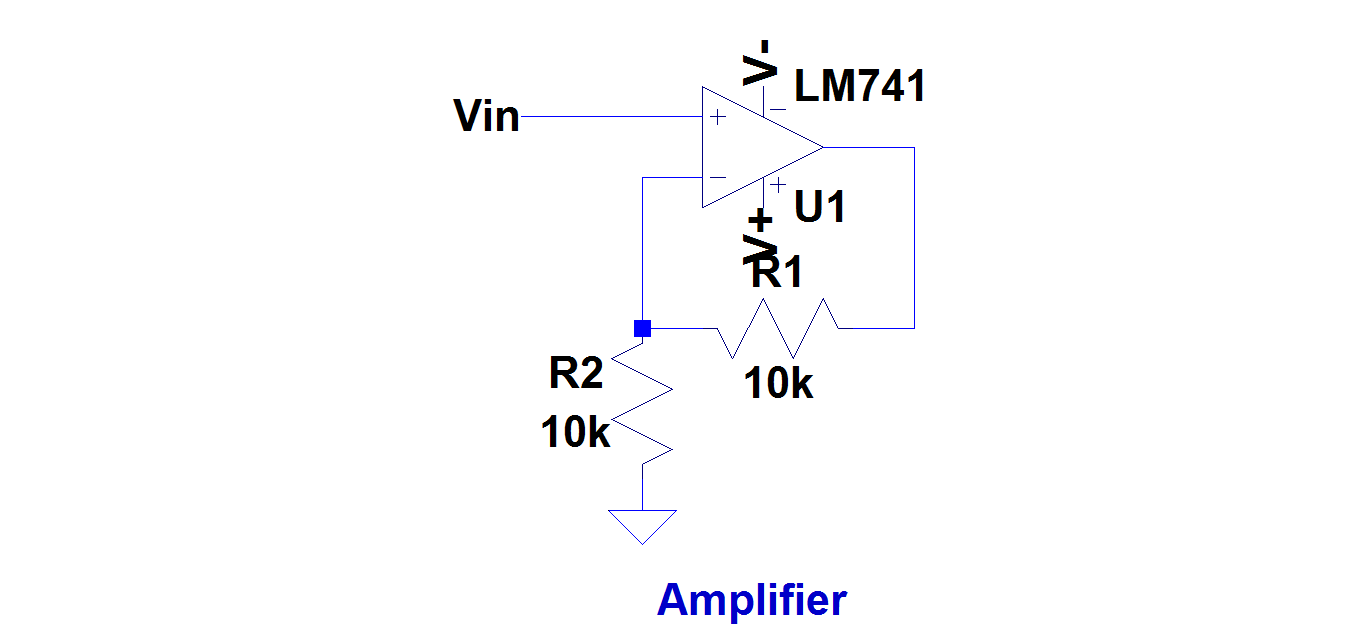 V-
LM741
Vin
U1
V+
R1
R2
10k
10k
Amplifier